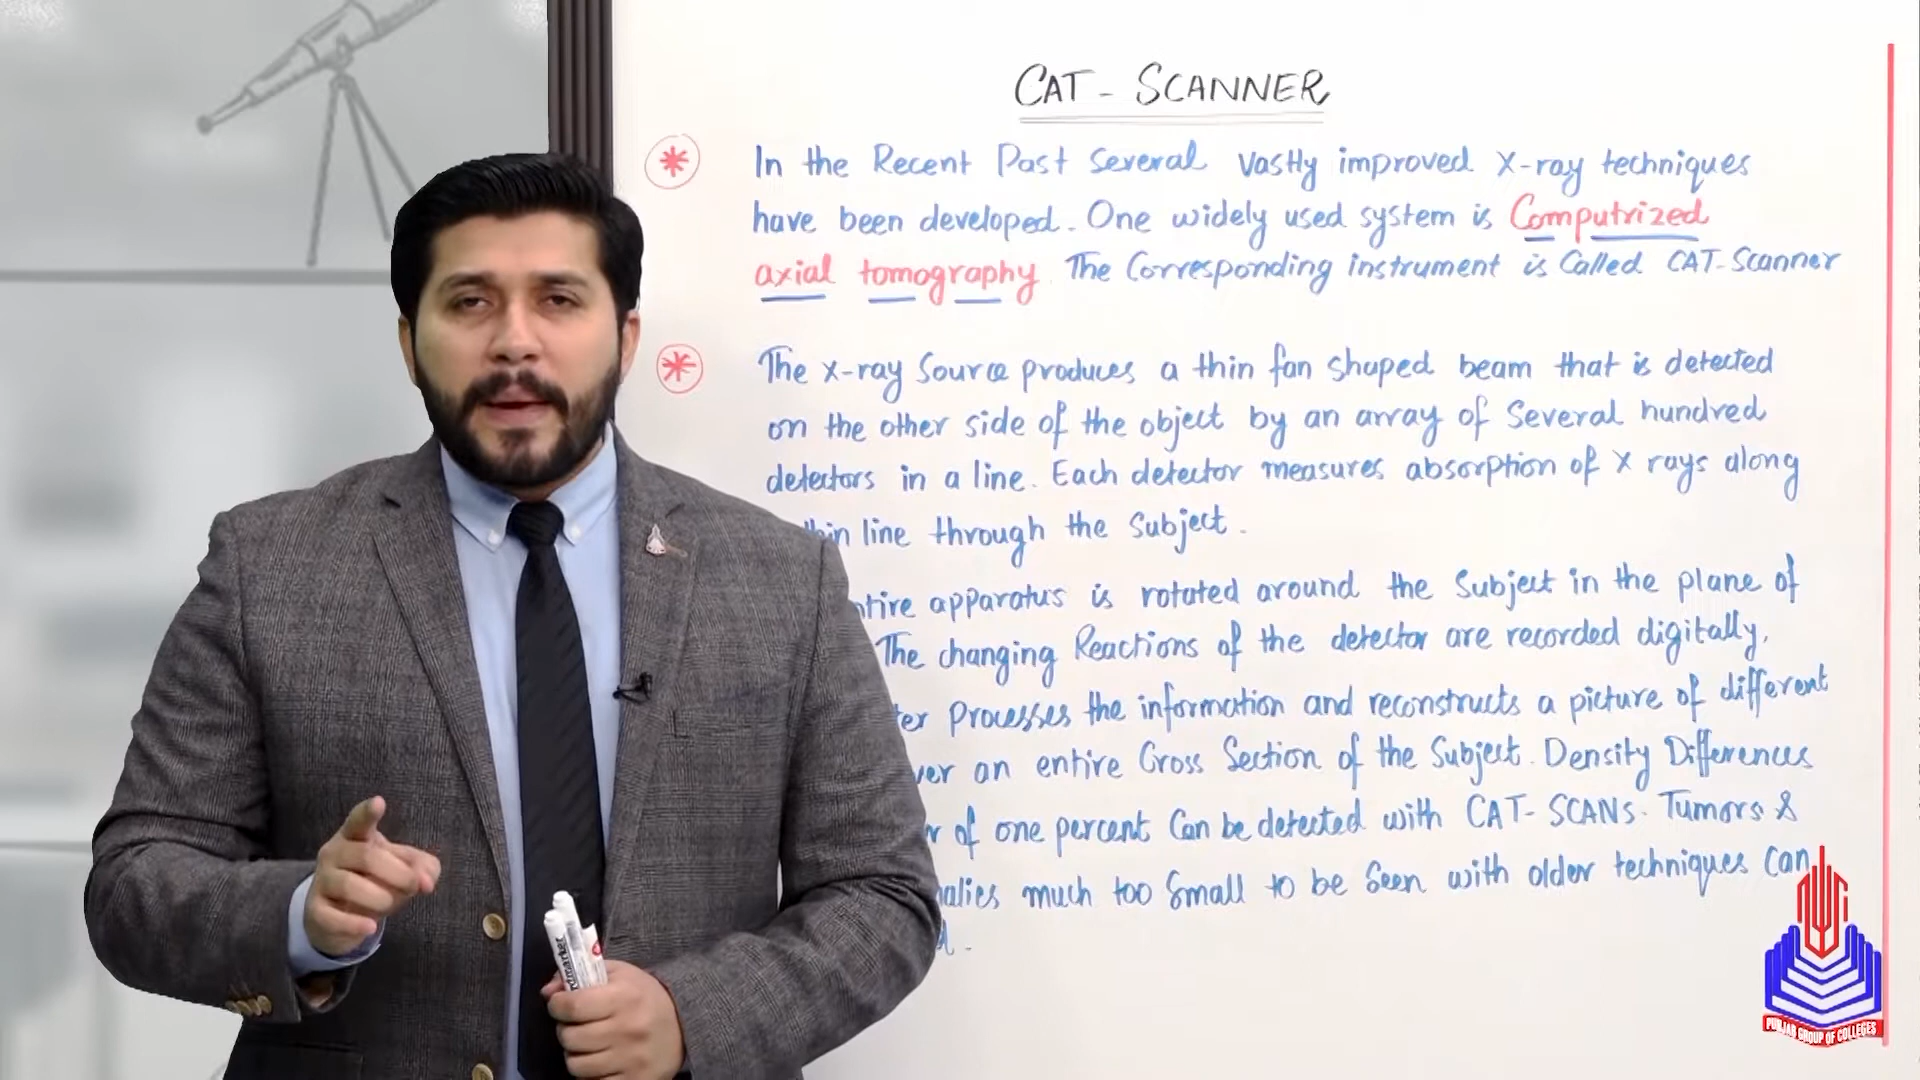 CAT - SCANNER
In the Recent Past Several Vastly improved X-ray techniques
have been developed. One widely used system is Computrized
axial tomography. The Corresponding instrument is Called CAT-Scanner
The X-ray Source produces a thin fan shaped beam that is detected
on the other side of the object by an array of Several hundred
detectors in a line. Each detector measures absorption of X rays along
line through the Subject.
apparatus is rotated around the Subject in the plane of
The changing Reactions of the detector are recorded digitally,
Processes the information and reconstructs a picture of different
an entire Cross Section of the Subject. Density Differences
of one percent Can be detected with CAT-SCANs. Tumors &
much too Small to be Seen with older techniques Can
PUNJAB GROUP OF COLLEGES